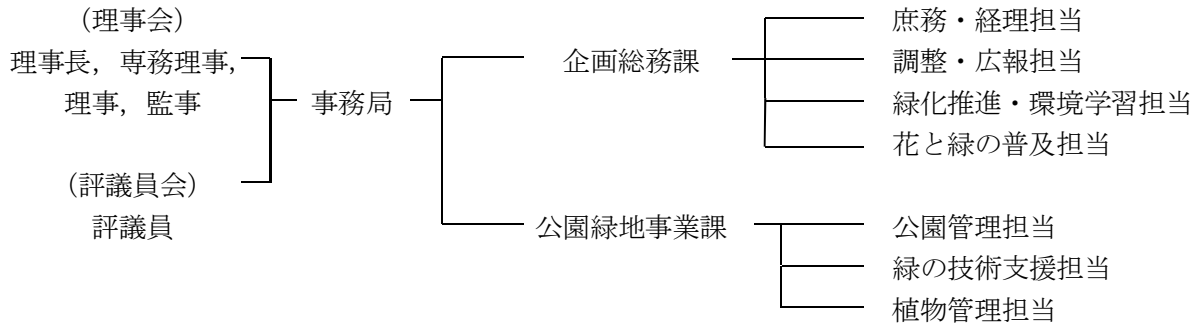 (理事会)
理事長，専務理事，
理事，監事
(評議員会)
評議員
事務局
企画総務課
庶務・経理担当
調整・広報担当
緑化推進・環境学習担当
花と緑の普及担当
公園緑地事業課
公園管理担当
緑の技術支援担当
植物管理担当